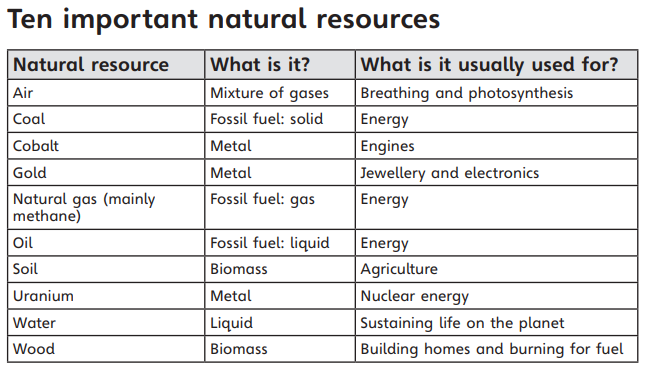 Ten important natural resources
Natural resource What is it? What is it usually used for?
Air Mixture of gases Breathing and photosynthesis
Coal Fossil fuel: solid Energy
Cobalt Metal Engines
Gold Metal Jewellery and electronics
Natural gas (mainly Fossil fuel: gas Energy
methane)
Oil Fossil fuel: liquid Energy
Soil Biomass Agriculture
Uranium Metal Nuclear energy
Water Liquid Sustaining life on the planet
Wood Biomass Building homes and burning for fuel